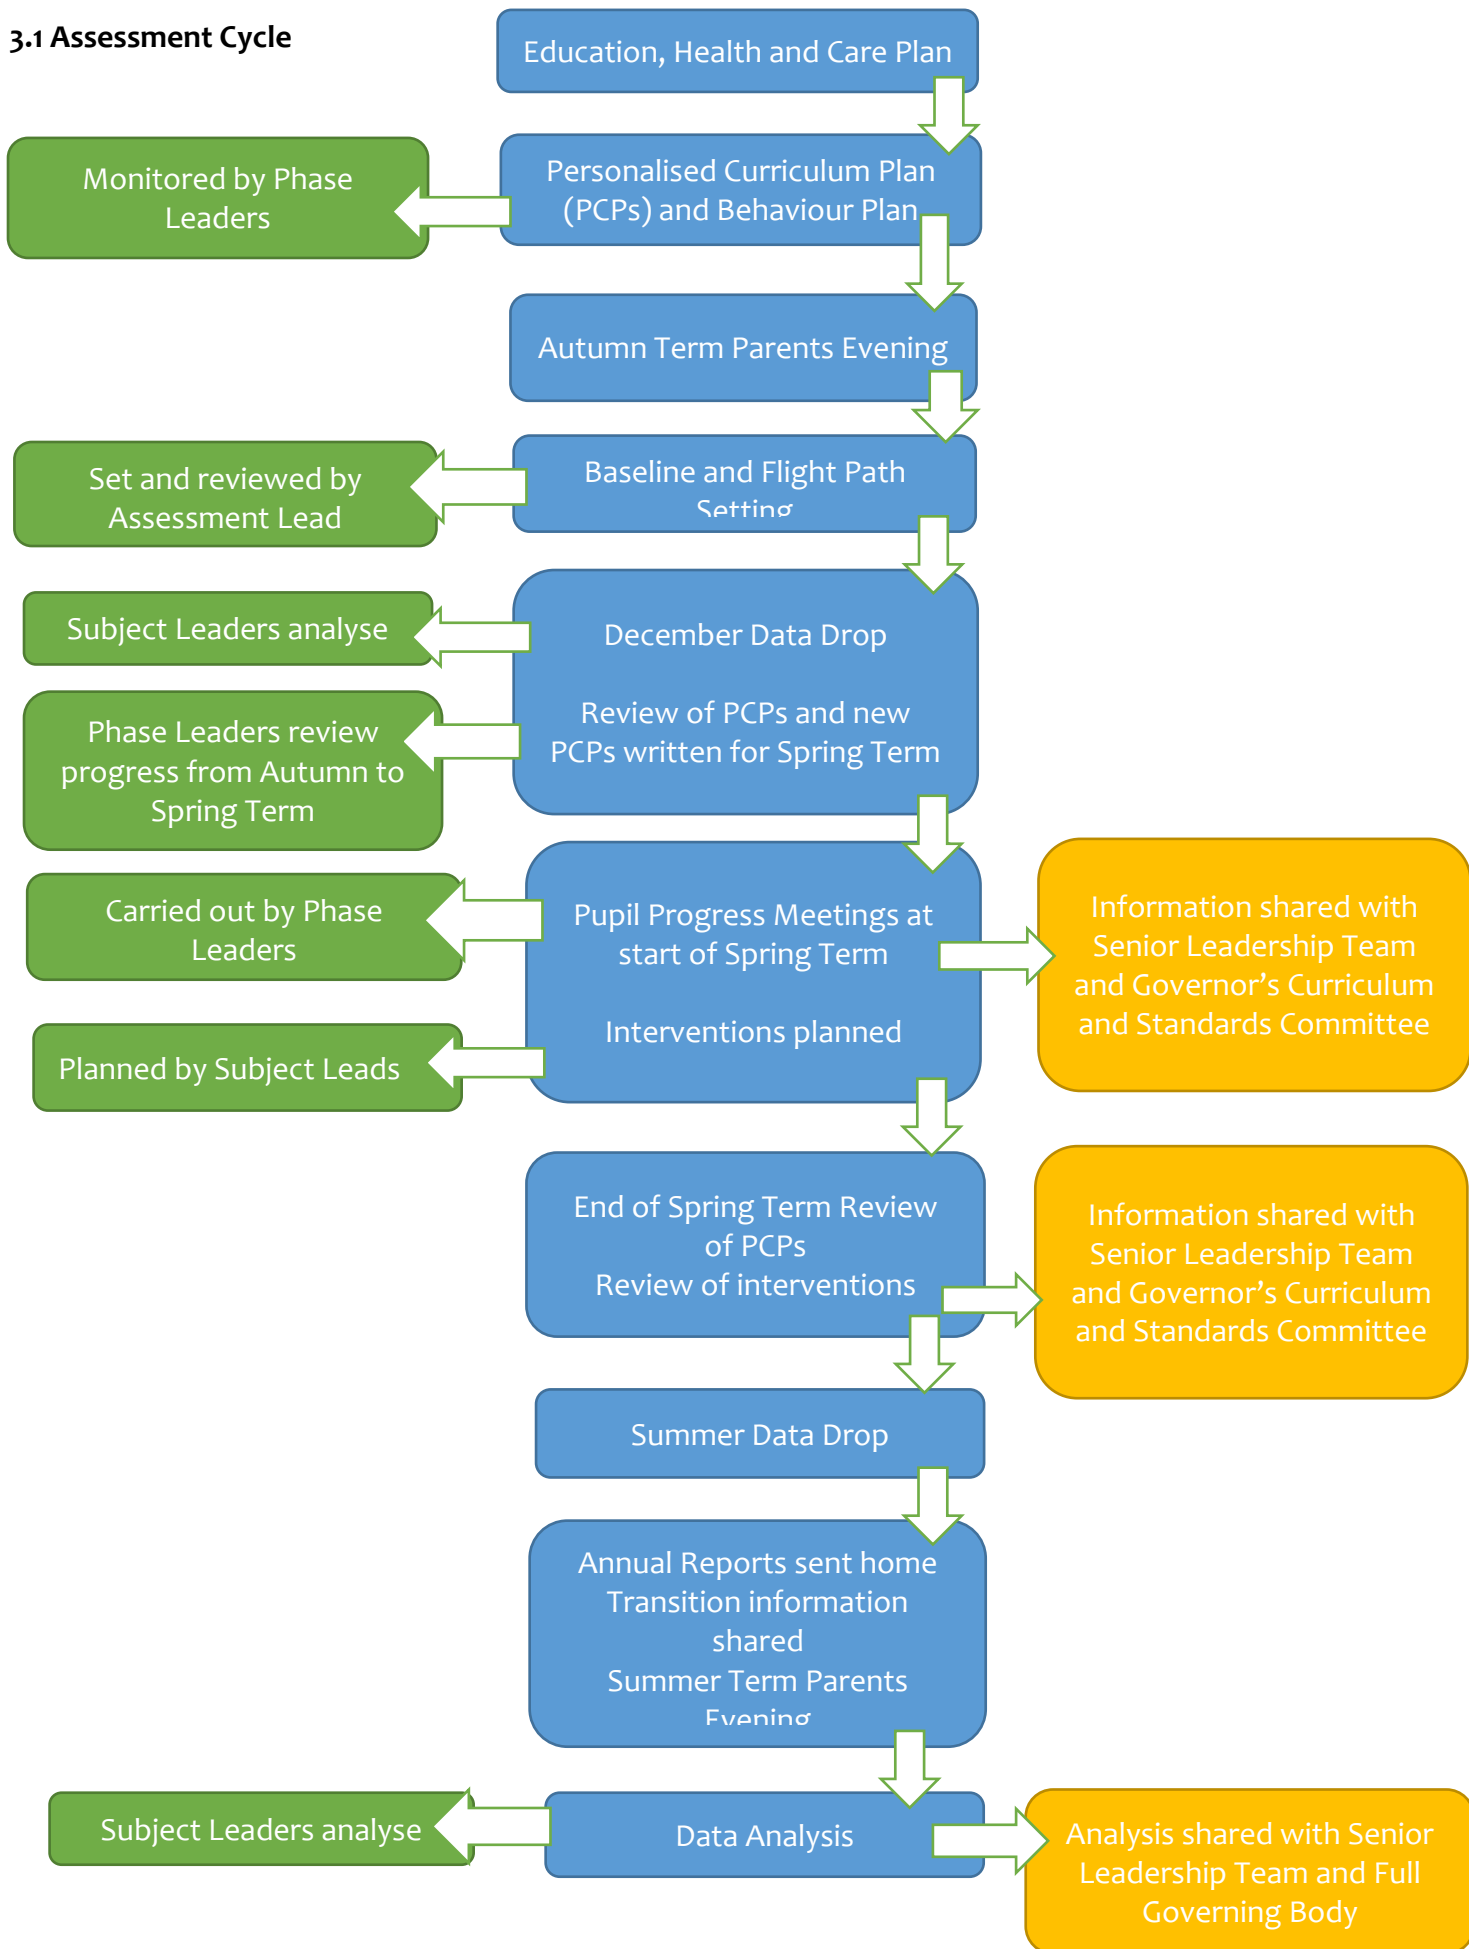 3.1 Assessment Cycle
Education, Health and Care Plan
Monitored by Phase
Leaders
Personalised Curriculum Plan
(PCPs) and Behaviour Plan
Autumn Term Parents Evening
Set and reviewed by
Assessment Lead
Baseline and Flight Path
Setting
Subject Leaders analyse
Phase Leaders review
progress from Autumn to
Spring Term
December Data Drop
Review of PCPs and new
PCPs written for Spring Term
Carried out by Phase
Leaders
Planned by Subject Leads
Pupil Progress Meetings at
start of Spring Term
Interventions planned
Information shared with
Senior Leadership Team
and Governor’s Curriculum
and Standards Committee
End of Spring Term Review
of PCPs
Review of interventions
Information shared with
Senior Leadership Team
and Governor’s Curriculum
and Standards Committee
Summer Data Drop
Annual Reports sent home
Transition information
shared
Summer Term Parents
Evening
Subject Leaders analyse
Data Analysis
Analysis shared with Senior
Leadership Team and Full
Governing Body